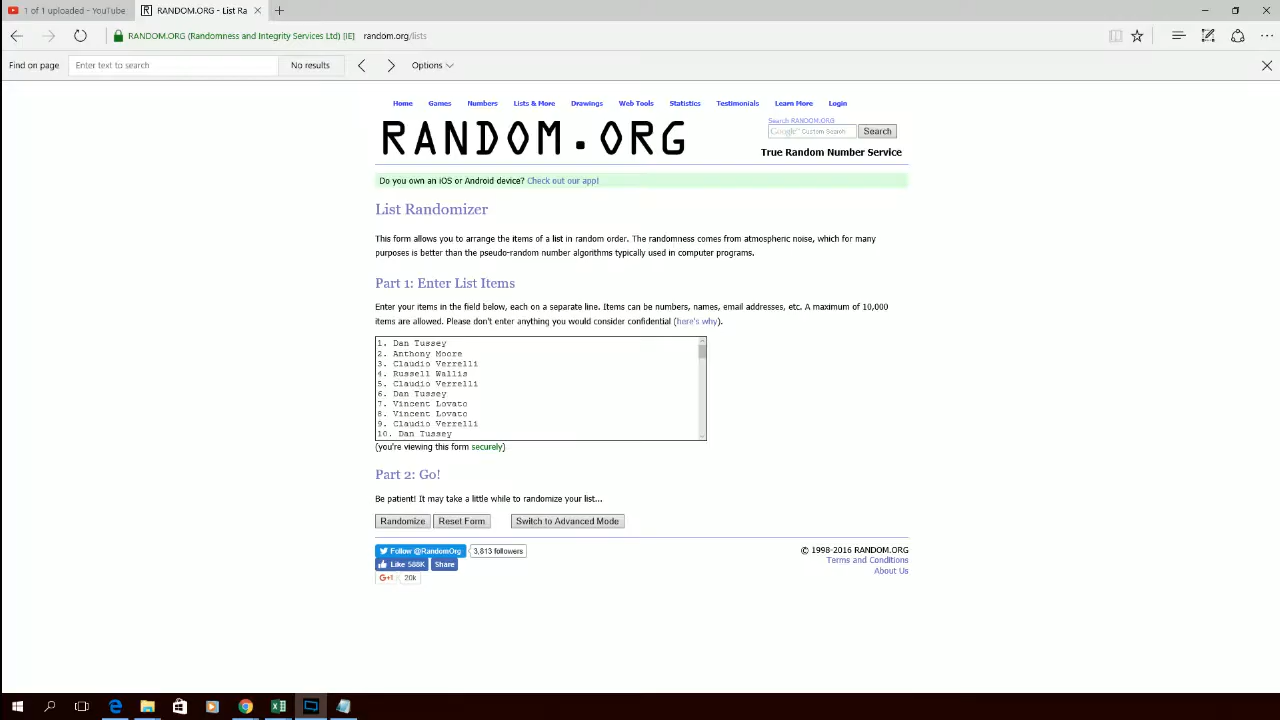 1 of 1 uploaded - YouTube
RANDOM.ORG - List Ra
RANDOM.ORG (Randomness and Integrity Services Ltd) [IE] random.org/lists
Find on page Enter text to search No results Options
Home Games Numbers Lists & More Drawings Web Tools Statistics Testimonials Learn More Login
RANDOM.ORG
Search RANDOM.ORG
Google Custom Search Search
True Random Number Service
Do you own an iOS or Android device? Check out our app!
List Randomizer
This form allows you to arrange the items of a list in random order. The randomness comes from atmospheric noise, which for many
purposes is better than the pseudo-random number algorithms typically used in computer programs.
Part 1: Enter List Items
Enter your items in the field below, each on a separate line. Items can be numbers, names, email addresses, etc. A maximum of 10,000
items are allowed. Please don't enter anything you would consider confidential (here's why).
1. Dan Tussey
2. Anthony Moore
3. Claudio Verrelli
4. Russell Wallis
5. Claudio Verrelli
6. Dan Tussey
7. Vincent Lovato
8. Vincent Lovato
9. Claudio Verrelli
10. Dan Tussey
(you're viewing this form securely)
Part 2: Go!
Be patient! It may take a little while to randomize your list...
Randomize Reset Form Switch to Advanced Mode
Follow @RandomOrg 3,813 followers
Like 588K Share
G+1 20k
© 1998-2016 RANDOM.ORG
Terms and Conditions
About Us